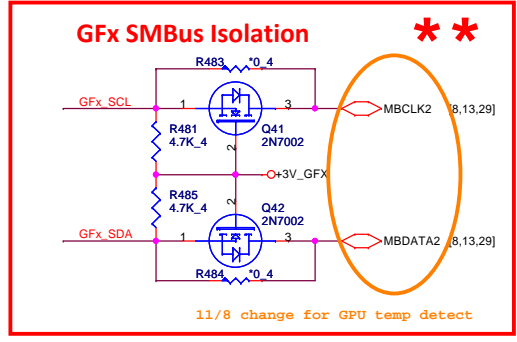 GFx SMBus Isolation
* *
R483 *0_4
GFx_SCL 1 3 MBCLK2 [8,13,29]
R481
4.7K_4
Q41
2N7002
2
+3V_GFX
R485
4.7K_4
2
Q42
2N7002
GFx_SDA 1 3 MBDATA2 [8,13,29]
R484 *0_4
11/8 change for GPU temp detect